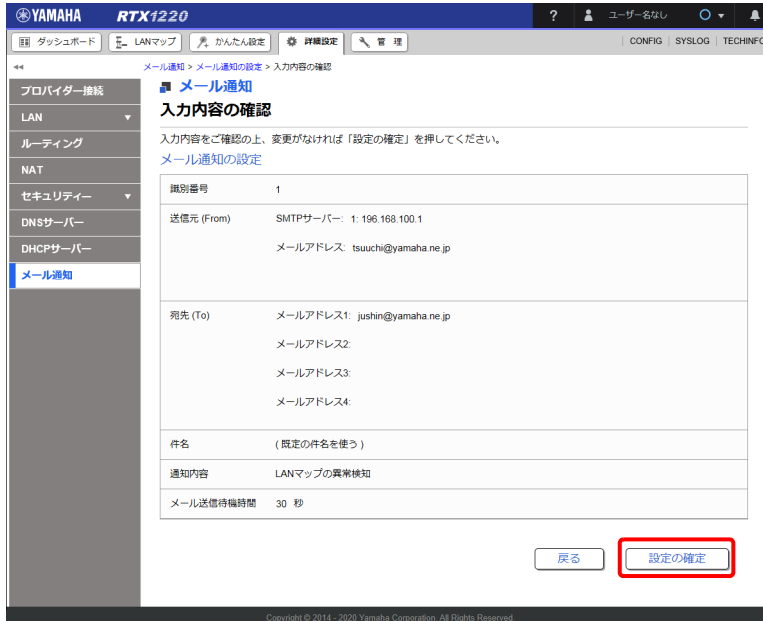 YAMAHA RTX1220 ? ユーザー名なし
ダッシュボード LANマップ かんたん設定 詳細設定 管理 CONFIG SYSLOG TECHINFO
メール通知 > メール通知の設定 > 入力内容の確認
プロバイダー接続
LAN
ルーティング
NAT
セキュリティー
DNSサーバー
DHCPサーバー
メール通知
メール通知
入力内容の確認
入力内容をご確認の上、変更がなければ「設定の確定」を押してください。
メール通知の設定
識別番号 1
送信元 (From) SMTPサーバー: 1: 196.168.100.1
メールアドレス: tsuuchi@yamaha.ne.jp
宛先 (To) メールアドレス1: jushin@yamaha.ne.jp
メールアドレス2:
メールアドレス3:
メールアドレス4:
件名 ( 既定の件名を使う )
通知内容 LANマップの異常検知
メール送信待機時間 30 秒
戻る 設定の確定
Copyright © 2014 - 2020 Yamaha Corporation. All Rights Reserved.